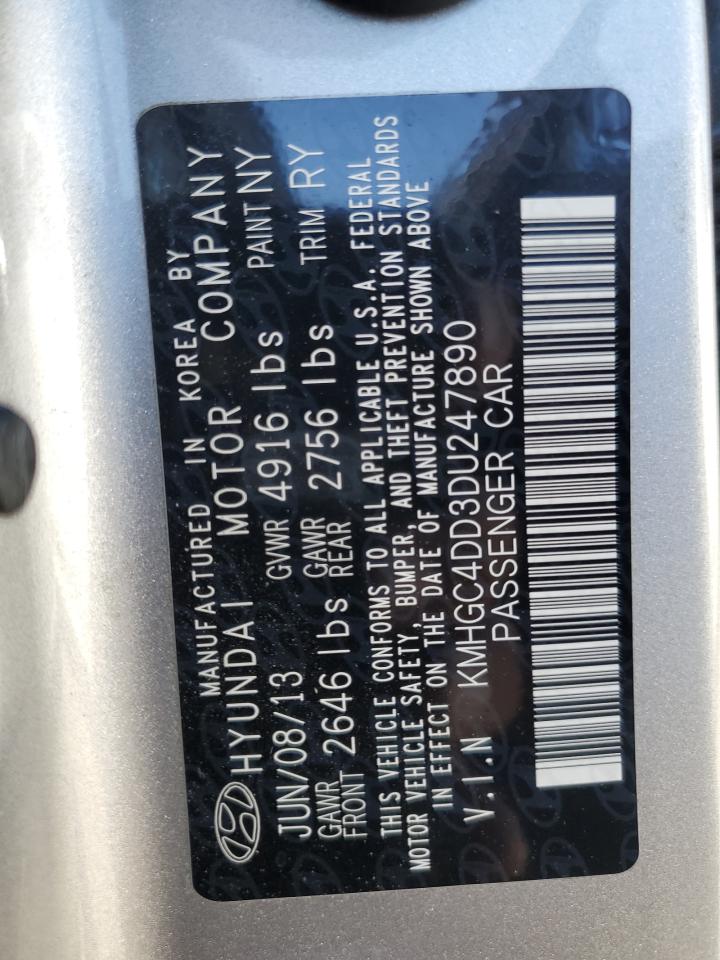 MANUFACTURED IN KOREA BY
HYUNDAI MOTOR COMPANY
JUN/08/13 GVWR 4916 lbs PAINT NY
GAWR FRONT 2646 lbs GAWR REAR 2756 lbs TRIM RY
THIS VEHICLE CONFORMS TO ALL APPLICABLE U.S.A. FEDERAL
MOTOR VEHICLE SAFETY, BUMPER, AND THEFT PREVENTION STANDARDS
IN EFFECT ON THE DATE OF MANUFACTURE SHOWN ABOVE
V.I.N KMHGC4DD3DU247890
PASSENGER CAR